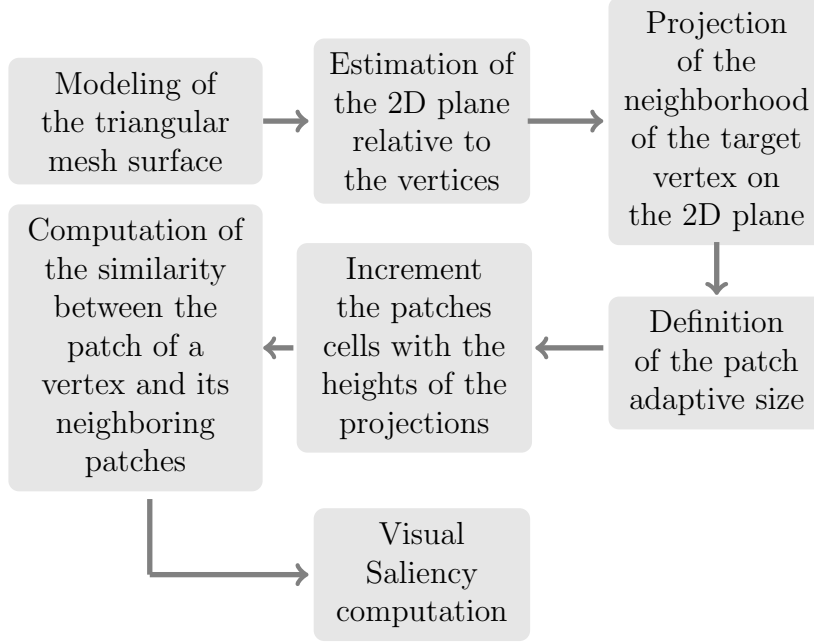 Modeling of
the triangular
mesh surface
Estimation of
the 2D plane
relative to
the vertices
Projection
of the
neighborhood
of the target
vertex on
the 2D plane
Definition
of the patch
adaptive size
Increment
the patches
cells with the
heights of the
projections
Computation of
the similarity
between the
patch of a
vertex and its
neighboring
patches
Visual
Saliency
computation